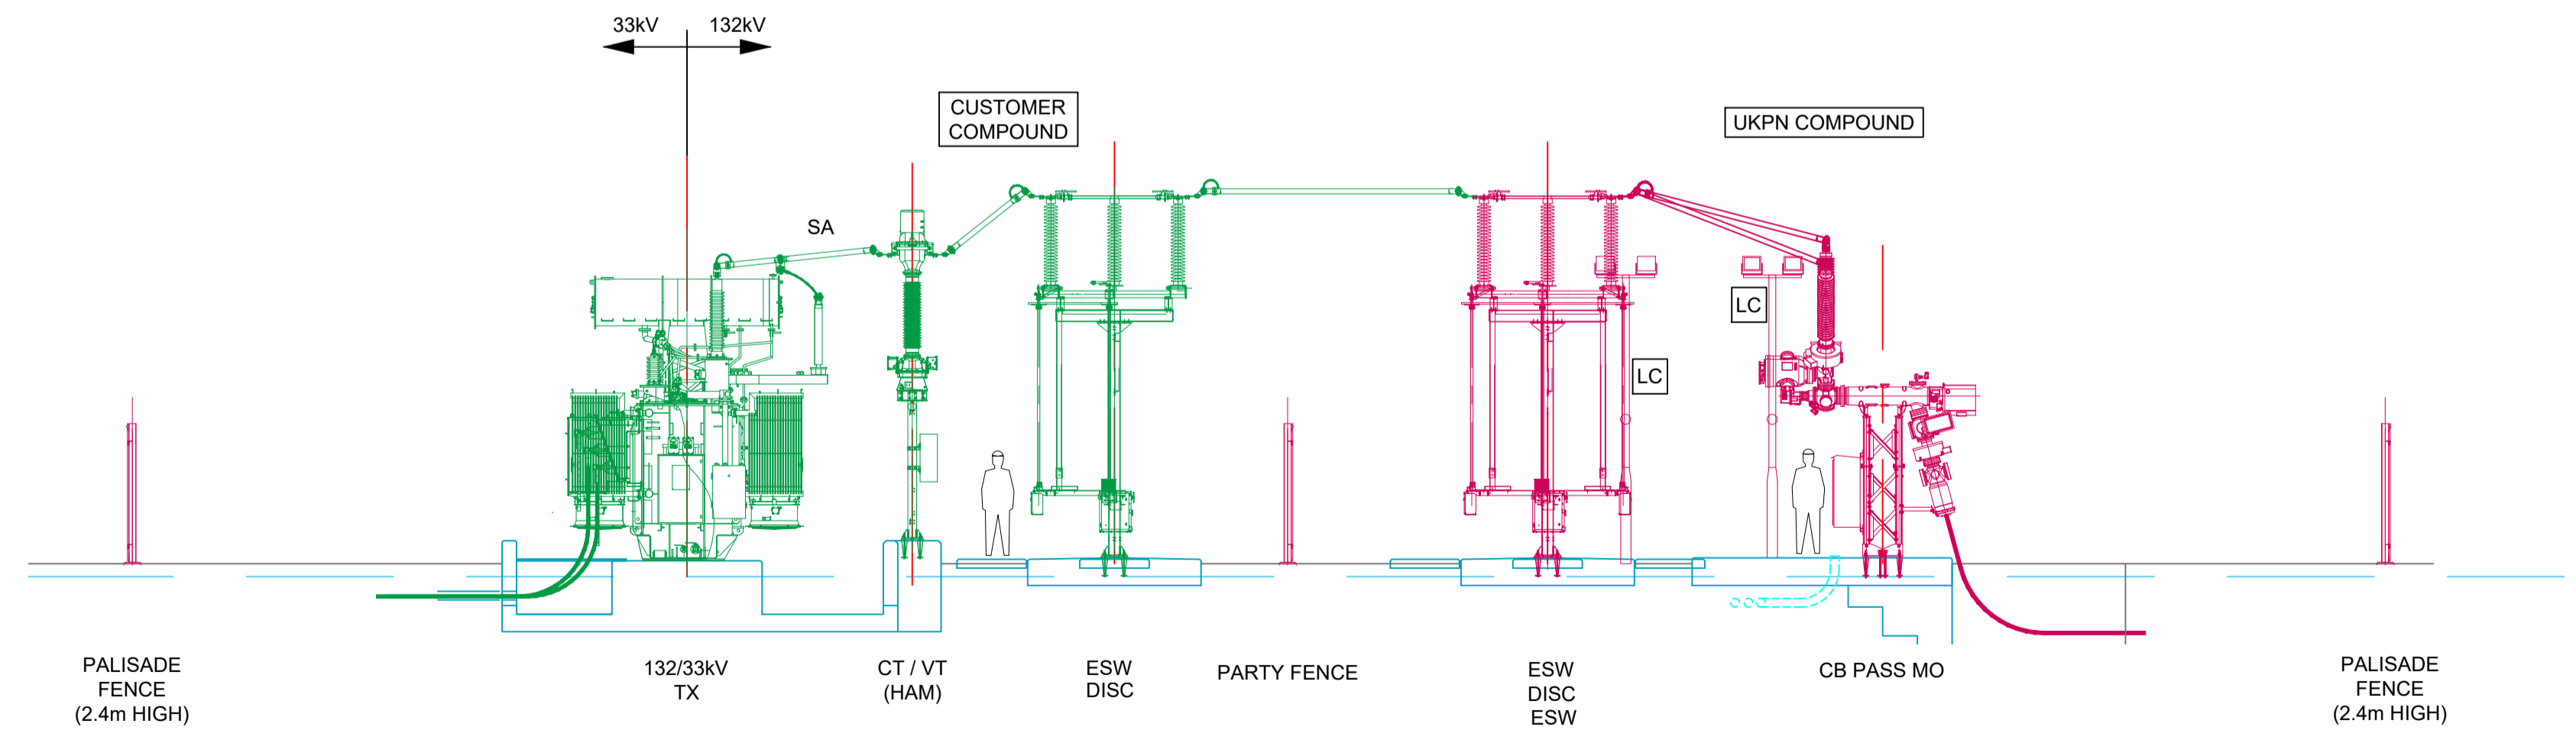 33kV 132kV
CUSTOMER
COMPOUND
UKPN COMPOUND
SA
LC
LC
PALISADE
FENCE
(2.4m HIGH)
132/33kV
TX
CT / VT
(HAM)
ESW
DISC
PARTY FENCE
ESW
DISC
ESW
CB PASS MO
PALISADE
FENCE
(2.4m HIGH)